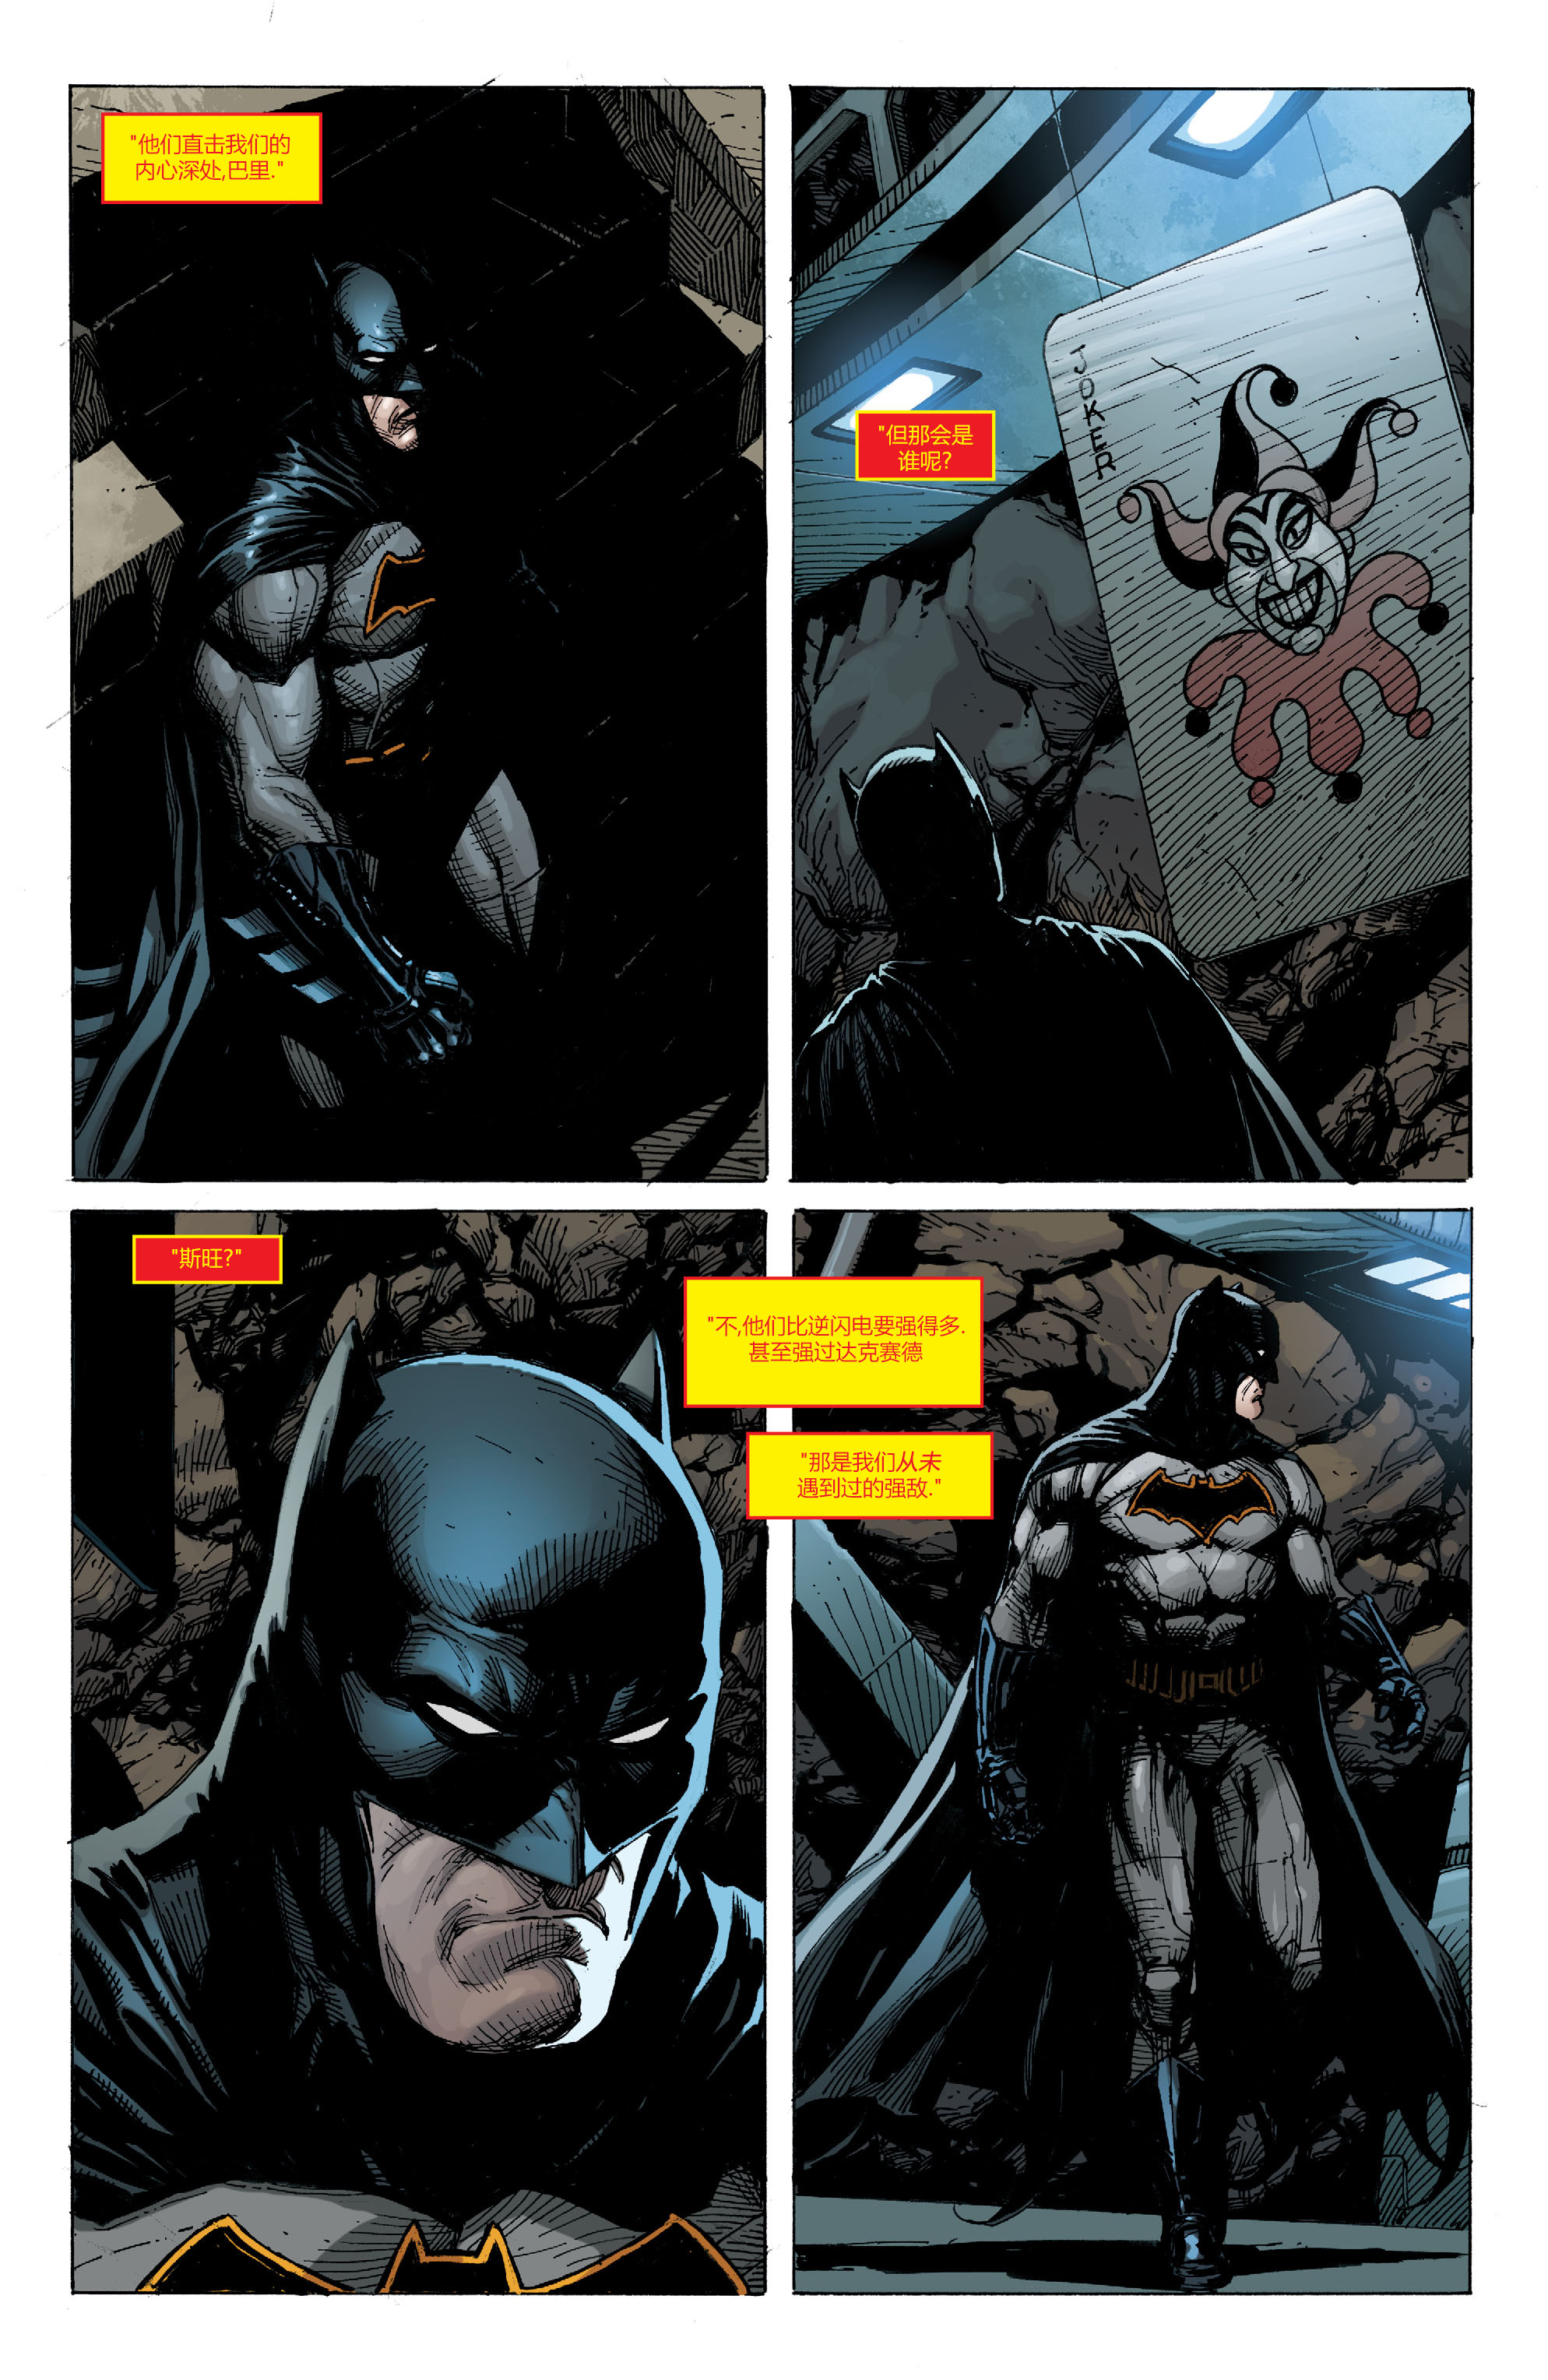 "他们直击我们的
内心深处,巴里."
JOKER
"但那会是
谁呢?
"斯旺?"
"不,他们比逆闪电要强得多.
甚至强过达克赛德
"那是我们从未
遇到过的强敌."